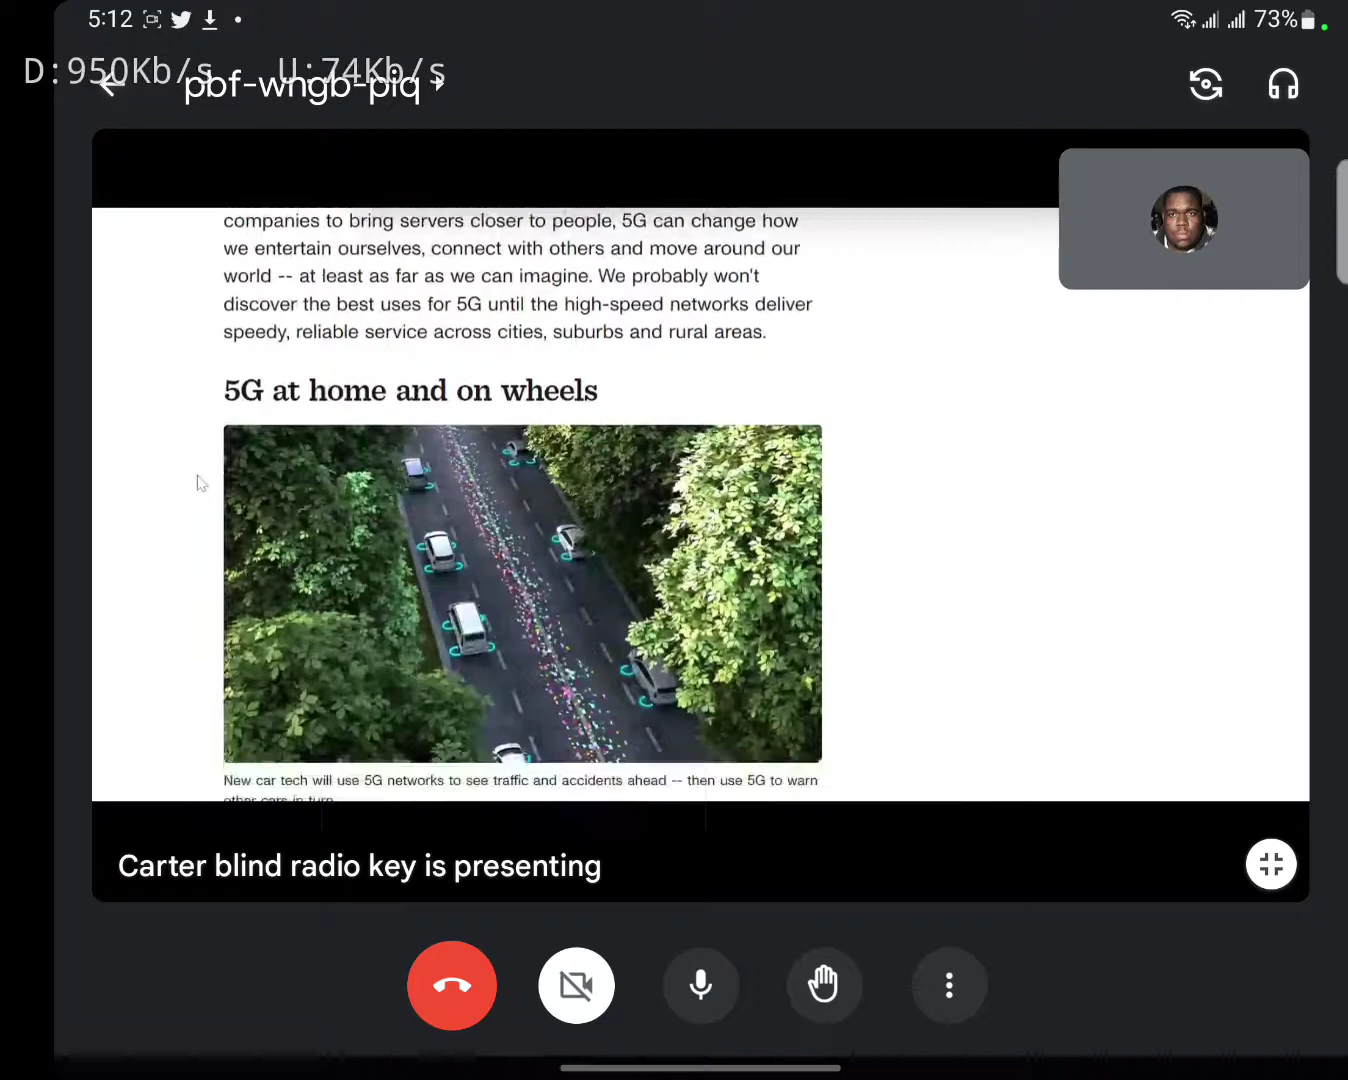 5:12
73%
D:950Kb/s U:74Kb/s
pbf-wngb-piq
companies to bring servers closer to people, 5G can change how
we entertain ourselves, connect with others and move around our
world -- at least as far as we can imagine. We probably won't
discover the best uses for 5G until the high-speed networks deliver
speedy, reliable service across cities, suburbs and rural areas.
5G at home and on wheels
New car tech will use 5G networks to see traffic and accidents ahead -- then use 5G to warn
other cars in turn
Carter blind radio key is presenting